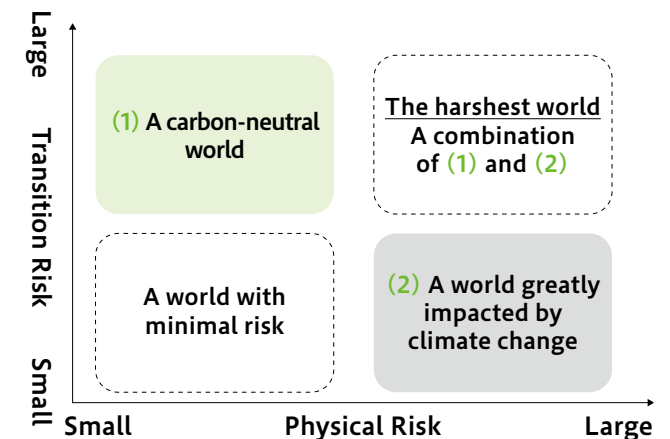 Large
Transition Risk
Small
(1) A carbon-neutral
world
The harshest world
A combination
of (1) and (2)
A world with
minimal risk
(2) A world greatly
impacted by
climate change
Small
Physical Risk
Large